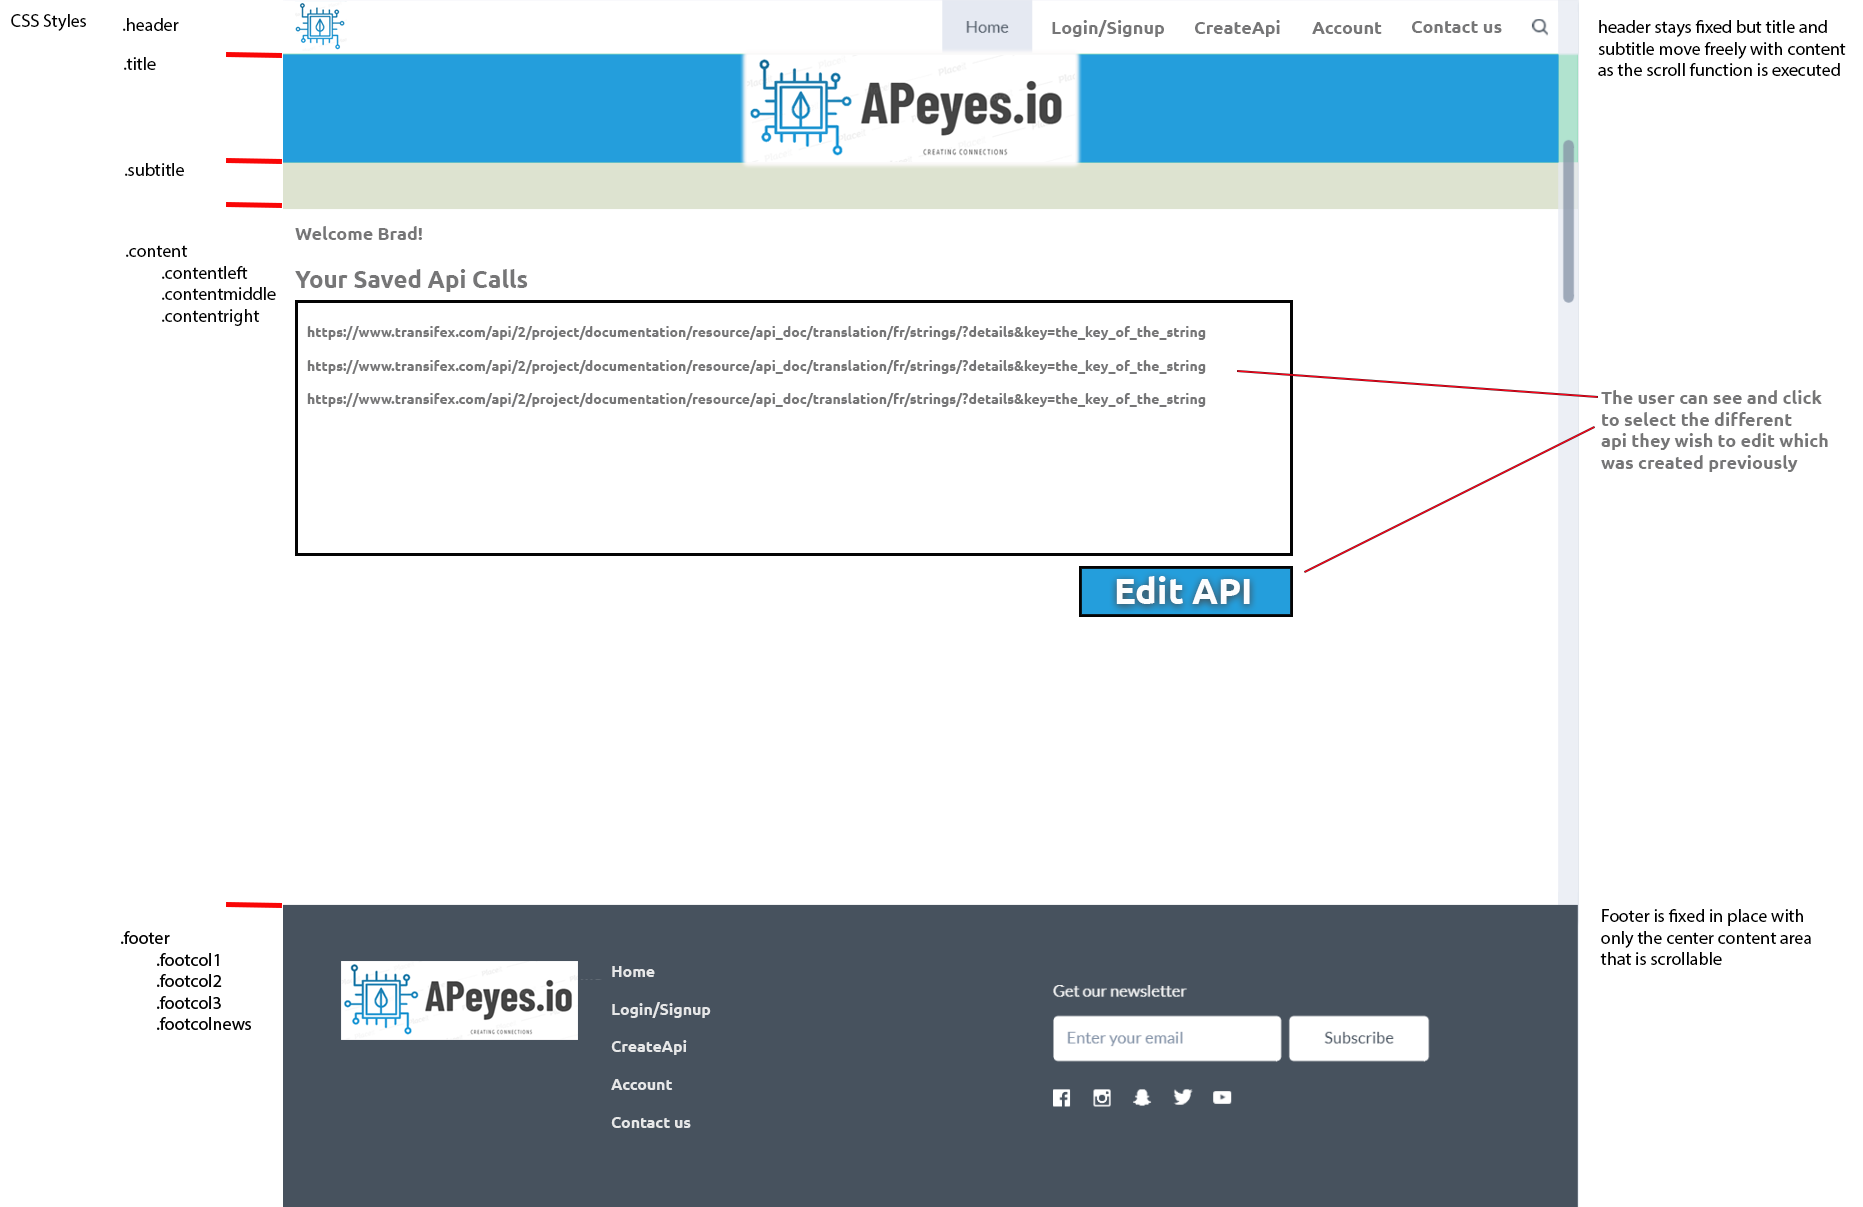 CSS Styles
.header
.title
.subtitle
.content
.contentleft
.contentmiddle
.contentright
.footer
.footcol1
.footcol2
.footcol3
.footcolnews
Home
Login/Signup
CreateApi
Account
Contact us
APeyes.io
CREATING CONNECTIONS
Welcome Brad!
Your Saved Api Calls
https://www.transifex.com/api/2/project/documentation/resource/api_doc/translation/fr/strings/?details&key=the_key_of_the_string
https://www.transifex.com/api/2/project/documentation/resource/api_doc/translation/fr/strings/?details&key=the_key_of_the_string
https://www.transifex.com/api/2/project/documentation/resource/api_doc/translation/fr/strings/?details&key=the_key_of_the_string
Edit API
header stays fixed but title and
subtitle move freely with content
as the scroll function is executed
The user can see and click
to select the different
api they wish to edit which
was created previously
Footer is fixed in place with
only the center content area
that is scrollable
APeyes.io
CREATING CONNECTIONS
Home
Login/Signup
CreateApi
Account
Contact us
Get our newsletter
Enter your email
Subscribe